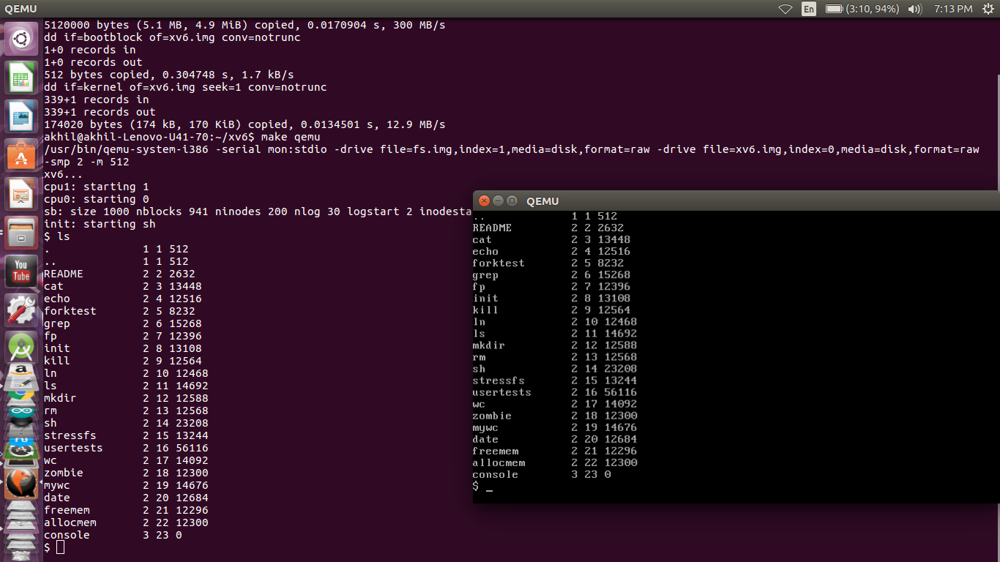 QEMU
En
(3:10, 94%)
7:13 PM
5120000 bytes (5.1 MB, 4.9 MiB) copied, 0.0170904 s, 300 MB/s
dd if=bootblock of=xv6.img conv=notrunc
1+0 records in
1+0 records out
512 bytes copied, 0.304748 s, 1.7 kB/s
dd if=kernel of=xv6.img seek=1 conv=notrunc
339+1 records in
339+1 records out
174020 bytes (174 kB, 170 KiB) copied, 0.0134501 s, 12.9 MB/s
akhil@akhil-Lenovo-U41-70:~/xv6$ make qemu
/usr/bin/qemu-system-i386 -serial mon:stdio -drive file=fs.img,index=1,media=disk,format=raw -drive file=xv6.img,index=0,media=disk,format=raw
-smp 2 -m 512
xv6...
cpu1: starting 1
cpu0: starting 0
sb: size 1000 nblocks 941 ninodes 200 nlog 30 logstart 2 inodesta
init: starting sh
$ ls
. 1 1 512
.. 1 1 512
README 2 2 2632
cat 2 3 13448
echo 2 4 12516
forktest 2 5 8232
grep 2 6 15268
fp 2 7 12396
init 2 8 13108
kill 2 9 12564
ln 2 10 12468
ls 2 11 14692
mkdir 2 12 12588
rm 2 13 12568
sh 2 14 23208
stressfs 2 15 13244
usertests 2 16 56116
wc 2 17 14092
zombie 2 18 12300
mywc 2 19 14676
date 2 20 12684
freemem 2 21 12296
allocmem 2 22 12300
console 3 23 0
$
QEMU
.. 1 1 512
README 2 2 2632
cat 2 3 13448
echo 2 4 12516
forktest 2 5 8232
grep 2 6 15268
fp 2 7 12396
init 2 8 13108
kill 2 9 12564
ln 2 10 12468
ls 2 11 14692
mkdir 2 12 12588
rm 2 13 12568
sh 2 14 23208
stressfs 2 15 13244
usertests 2 16 56116
wc 2 17 14092
zombie 2 18 12300
mywc 2 19 14676
date 2 20 12684
freemem 2 21 12296
allocmem 2 22 12300
console 3 23 0
$ _
You
Tube
a